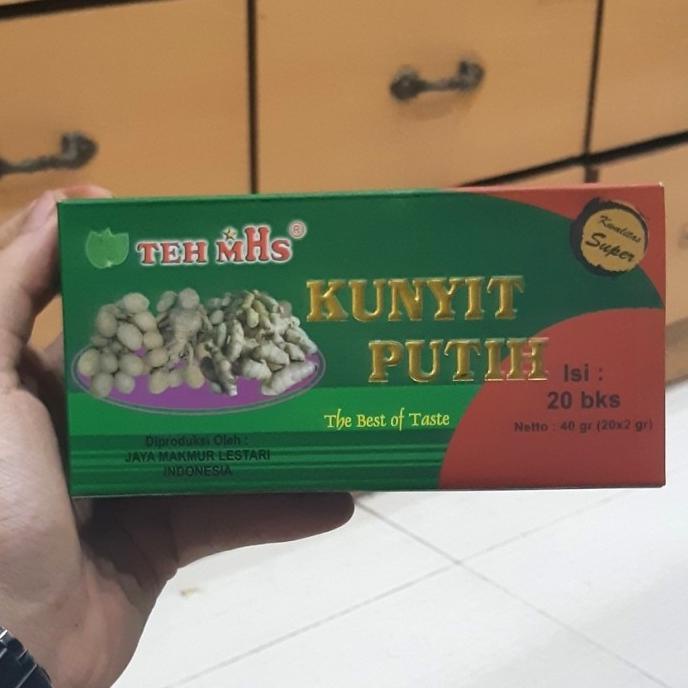 TEH MHS®
Kwalitas
Super
KUNYIT
PUTIH
Isi :
20 bks
Netto : 40 gr (20x2 gr)
The Best of Taste
Diproduksi Oleh :
JAYA MAKMUR LESTARI
INDONESIA